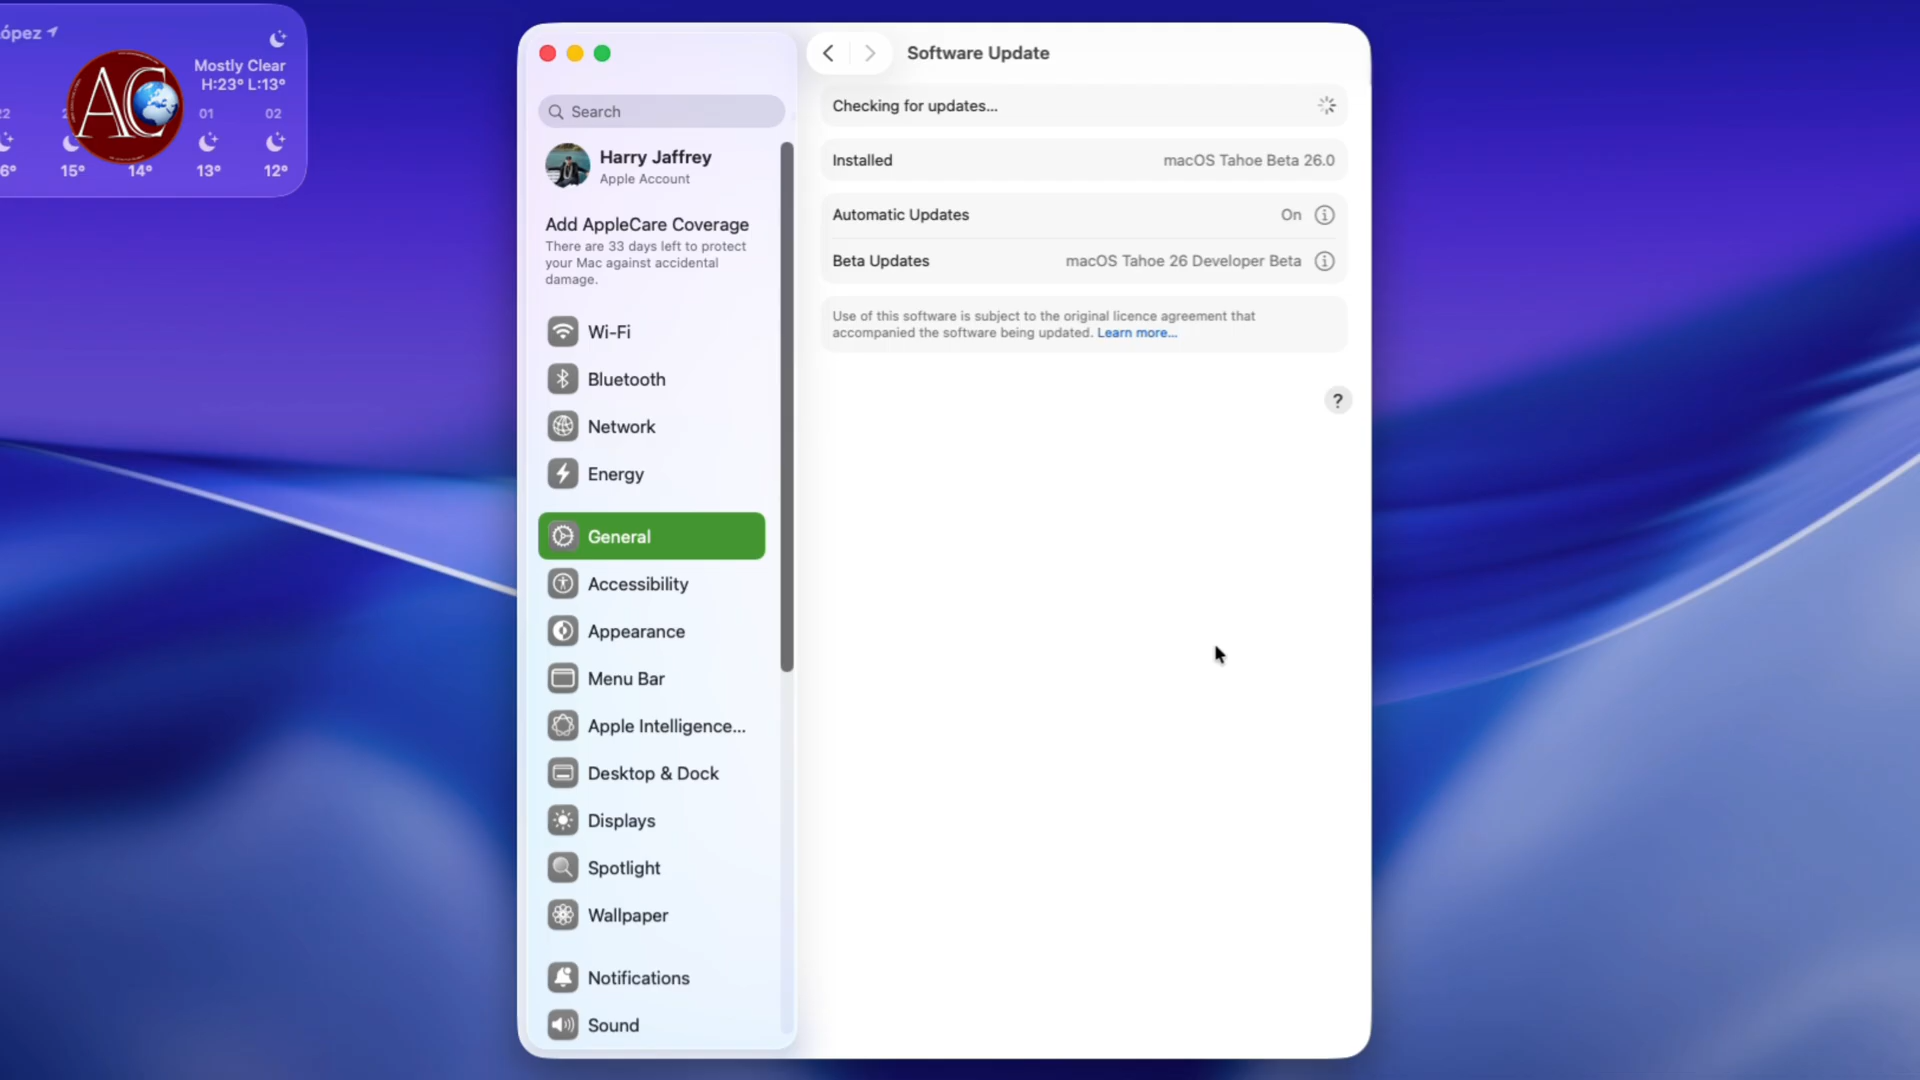 ópez
Mostly Clear
H:23° L:13°
22
01
02
6°
15°
14°
13°
12°
AC
Search
Harry Jaffrey
Apple Account
Add AppleCare Coverage
There are 33 days left to protect
your Mac against accidental
damage.
Wi-Fi
Bluetooth
Network
Energy
General
Accessibility
Appearance
Menu Bar
Apple Intelligence...
Desktop & Dock
Displays
Spotlight
Wallpaper
Notifications
Sound
Software Update
Checking for updates...
Installed
macOS Tahoe Beta 26.0
Automatic Updates
On
Beta Updates
macOS Tahoe 26 Developer Beta
Use of this software is subject to the original licence agreement that
accompanied the software being updated. Learn more...
?